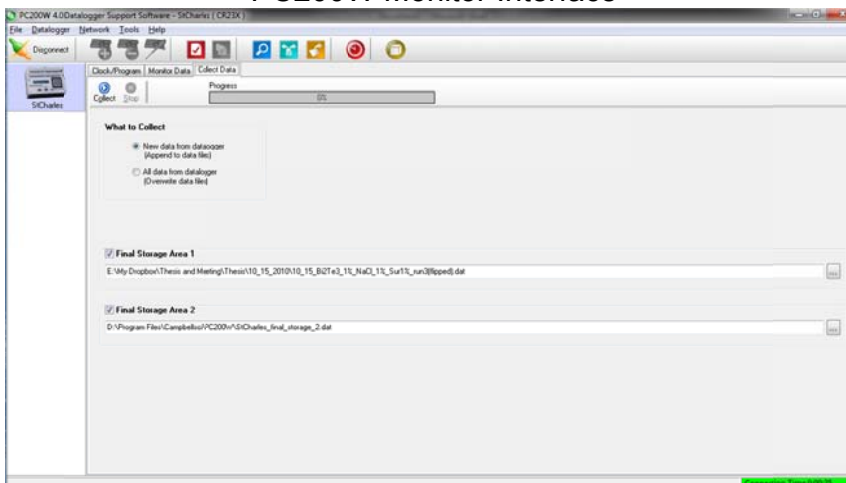 PC200W Monitor Interface
PC200W 4.0Datalogger Support Software - StCharles ( CR23X )
File Datalogger Network Tools Help
Disconnect
Clock/Program Monitor Data Collect Data
StCharles
Collect Stop
Progress
0%
What to Collect
New data from datalogger
(Append to data files)
All data from datalogger
(Overwrite data files)
Final Storage Area 1
E:\My Dropbox\Thesis and Meeting\Thesis\10_15_2010\10_15_Bi2Te3_1%_NaCl_1%_Sur1%_run3(flipped).dat
...
Final Storage Area 2
D:\Program Files\Campbellsci\PC200W\StCharles_final_storage_2.dat
...